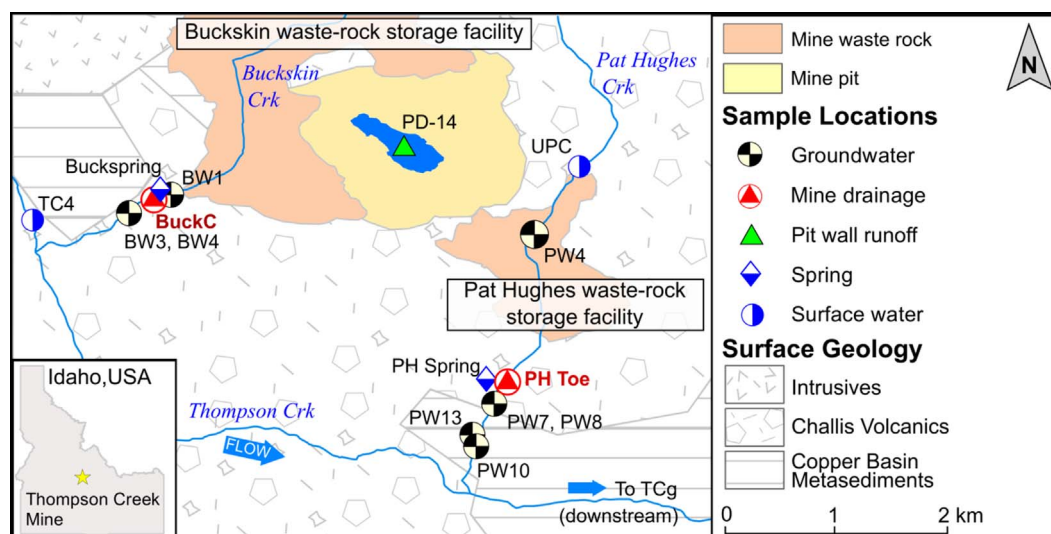 Buckskin waste-rock storage facility
Buckskin
Crk
Pat Hughes
Crk
PD-14
UPC
Buckspring
BW1
TC4
BuckC
BW3, BW4
PW4
Pat Hughes waste-rock
storage facility
PH Spring
PH Toe
Thompson Crk
PW13
PW7, PW8
FLOW
PW10
To TCg
(downstream)
Idaho,USA
Thompson Creek
Mine
Mine waste rock
N
Mine pit
Sample Locations
Groundwater
Mine drainage
Pit wall runoff
Spring
Surface water
Surface Geology
Intrusives
Challis Volcanics
Copper Basin
Metasediments
0 1 2 km